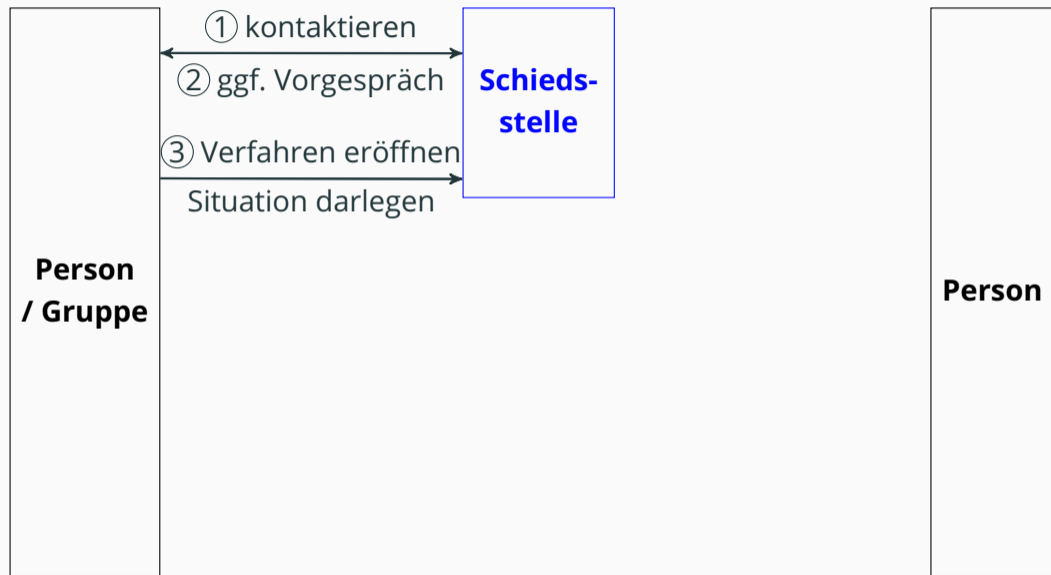 ① kontaktieren
② ggf. Vorgespräch
Schieds-
stelle
③ Verfahren eröffnen
Situation darlegen
Person
/ Gruppe
Person